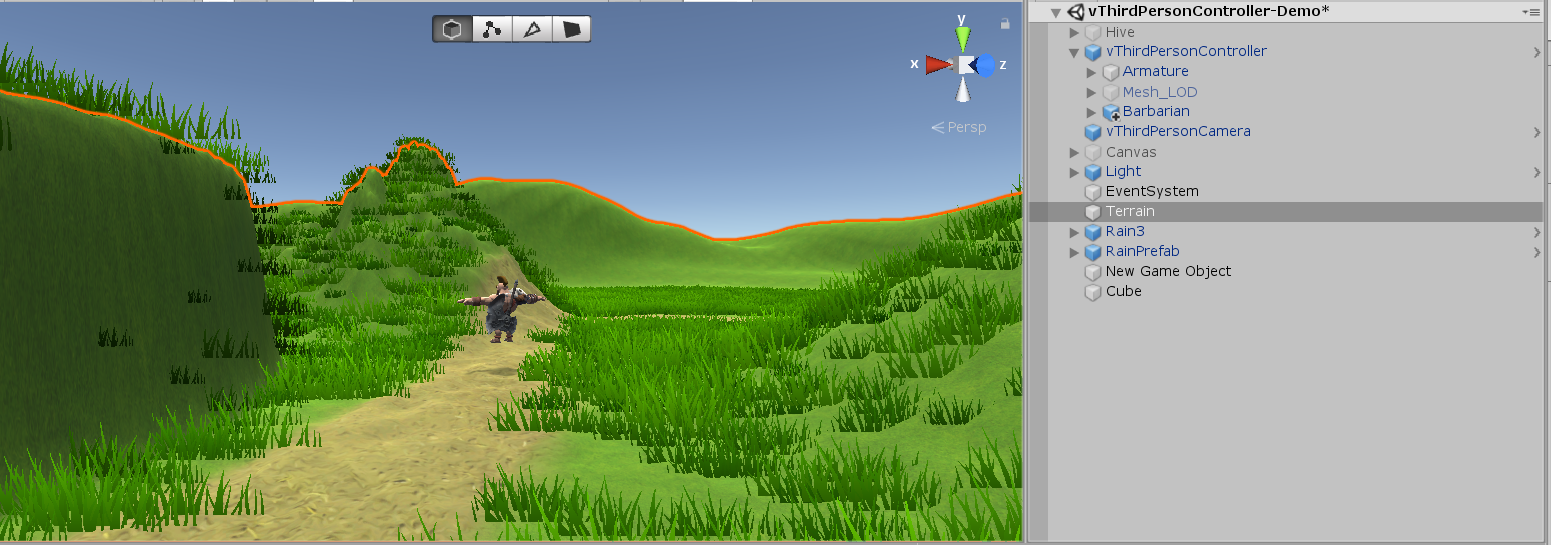 y
x
z
Persp
vThirdPersonController-Demo*
Hive
vThirdPersonController
Armature
Mesh_LOD
Barbarian
vThirdPersonCamera
Canvas
Light
EventSystem
Terrain
Rain3
RainPrefab
New Game Object
Cube